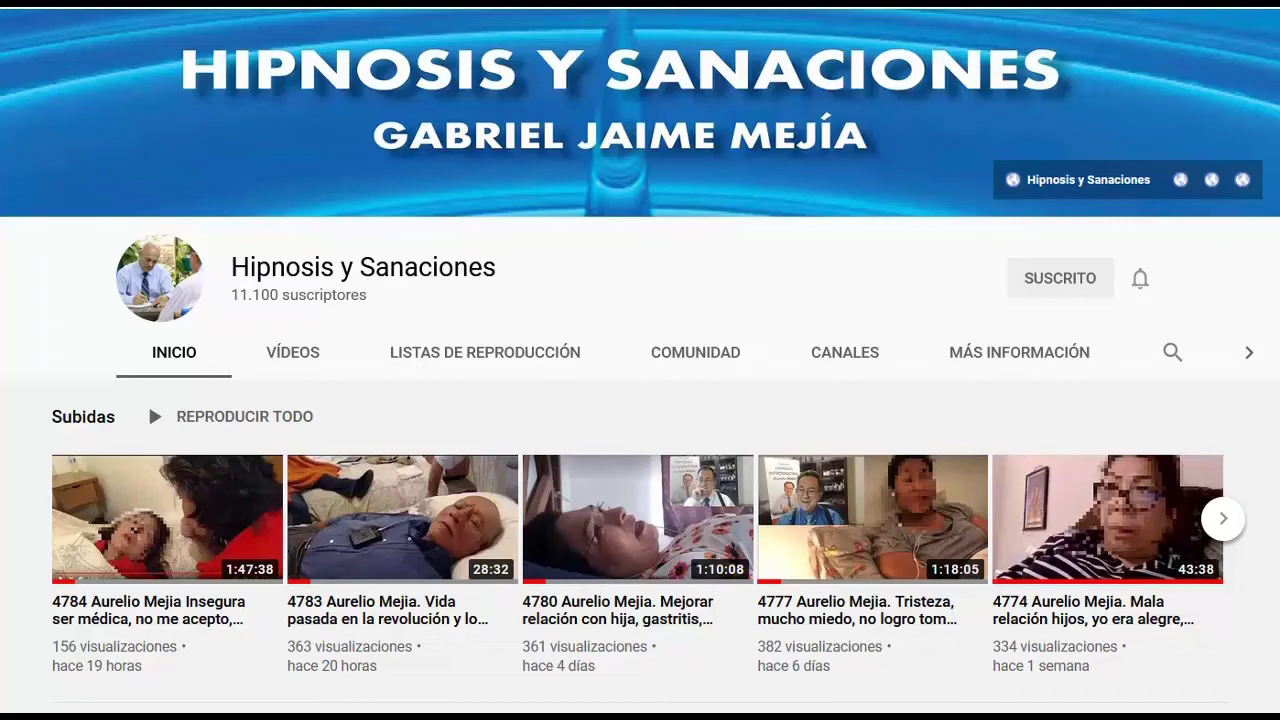 HIPNOSIS Y SANACIONES
GABRIEL JAIME MEJÍA
Hipnosis y Sanaciones
Hipnosis y Sanaciones
11.100 suscriptores
SUSCRITO
INICIO
VÍDEOS
LISTAS DE REPRODUCCIÓN
COMUNIDAD
CANALES
MÁS INFORMACIÓN
Subidas
REPRODUCIR TODO
1:47:38
28:32
1:10:08
1:18:05
43:38
4784 Aurelio Mejia Insegura
ser médica, no me acepto,...
156 visualizaciones •
hace 19 horas
4783 Aurelio Mejia. Vida
pasada en la revolución y lo...
363 visualizaciones •
hace 20 horas
4780 Aurelio Mejia. Mejorar
relación con hija, gastritis,...
361 visualizaciones •
hace 4 días
4777 Aurelio Mejia. Tristeza,
mucho miedo, no logro tom...
382 visualizaciones •
hace 6 días
4774 Aurelio Mejia. Mala
relación hijos, yo era alegre,...
334 visualizaciones •
hace 1 semana